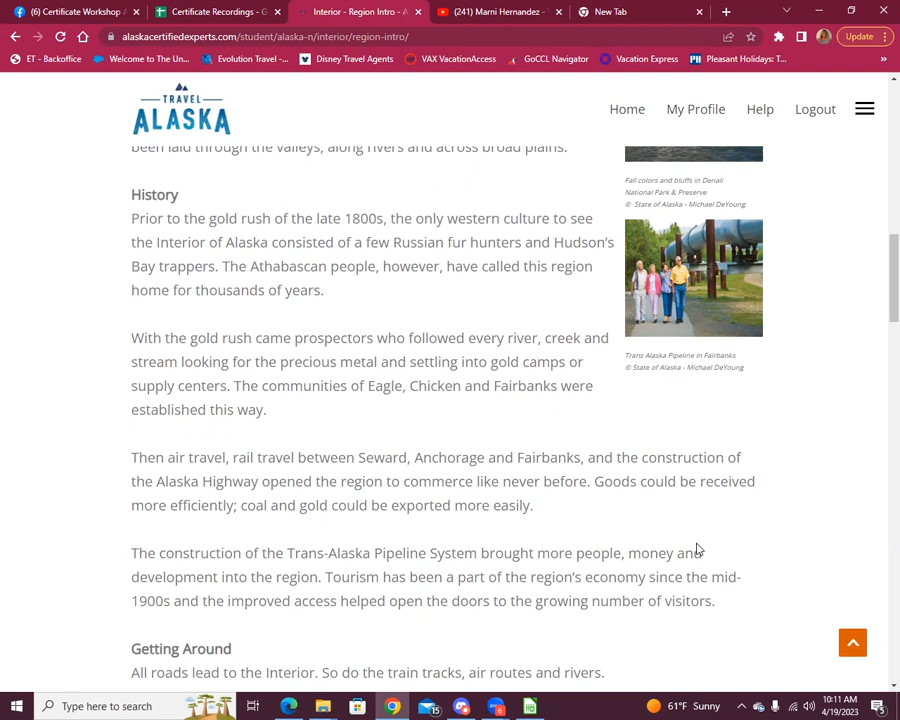 (6) Certificate Workshop A
Certificate Recordings - G
Interior - Region Intro - A
(241) Marni Hernandez - Y
New Tab
alaskacertifiedexperts.com/student/alaska-n/interior/region-intro/
Update
ET - Backoffice
Welcome to The Un...
Evolution Travel -...
Disney Travel Agents
VAX VacationAccess
GoCCL Navigator
Vacation Express
Pleasant Holidays: T...
TRAVEL
ALASKA
Home
My Profile
Help
Logout
been laid through the valleys, along rivers and across broad plains.
History
Prior to the gold rush of the late 1800s, the only western culture to see
the Interior of Alaska consisted of a few Russian fur hunters and Hudson's
Bay trappers. The Athabascan people, however, have called this region
home for thousands of years.
With the gold rush came prospectors who followed every river, creek and
stream looking for the precious metal and settling into gold camps or
supply centers. The communities of Eagle, Chicken and Fairbanks were
established this way.
Fall colors and bluffs in Denali
National Park & Preserve
© State of Alaska - Michael DeYoung
Trans Alaska Pipeline in Fairbanks
© State of Alaska - Michael DeYoung
Then air travel, rail travel between Seward, Anchorage and Fairbanks, and the construction of
the Alaska Highway opened the region to commerce like never before. Goods could be received
more efficiently; coal and gold could be exported more easily.
The construction of the Trans-Alaska Pipeline System brought more people, money and
development into the region. Tourism has been a part of the region's economy since the mid-
1900s and the improved access helped open the doors to the growing number of visitors.
Getting Around
All roads lead to the Interior. So do the train tracks, air routes and rivers.
Type here to search
15
6
61°F Sunny
10:11 AM
4/19/2023
5